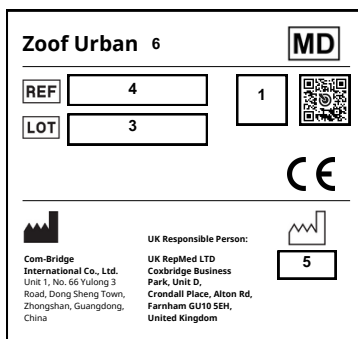 Zoof Urban 6
MD
REF 4
1
LOT 3
CE
UK Responsible Person:
Com-Bridge
International Co., Ltd.
Unit 1, No. 66 Yulong 3
Road, Dong Sheng Town,
Zhongshan, Guangdong,
China
UK RepMed LTD
Coxbridge Business
Park, Unit D,
Crondall Place, Alton Rd,
Farnham GU10 5EH,
United Kingdom
5